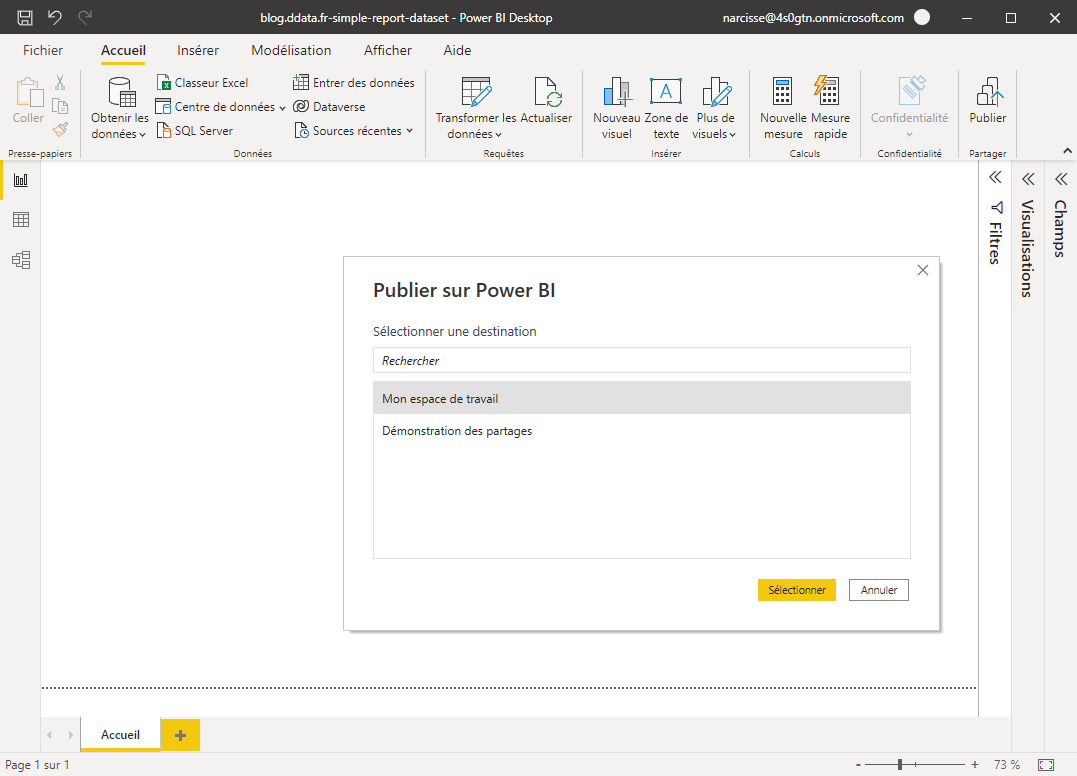 blog.ddata.fr-simple-report-dataset - Power BI Desktop
narcisse@4s0gtn.onmicrosoft.com
Fichier
Accueil
Insérer
Modélisation
Afficher
Aide
Coller
Presse-papiers
Obtenir les
données
Classeur Excel
Centre de données
SQL Server
Entrer des données
Dataverse
Sources récentes
Données
Transformer les
données
Actualiser
Requêtes
Nouveau
visuel
Zone de
texte
Plus de
visuels
Insérer
Nouvelle
mesure
Mesure
rapide
Calculs
Confidentialité
Confidentialité
Publier
Partager
Filtres
Visualisations
Champs
Publier sur Power BI
Sélectionner une destination
Rechercher
Mon espace de travail
Démonstration des partages
Sélectionner
Annuler
Accueil
Page 1 sur 1
- + 73 %